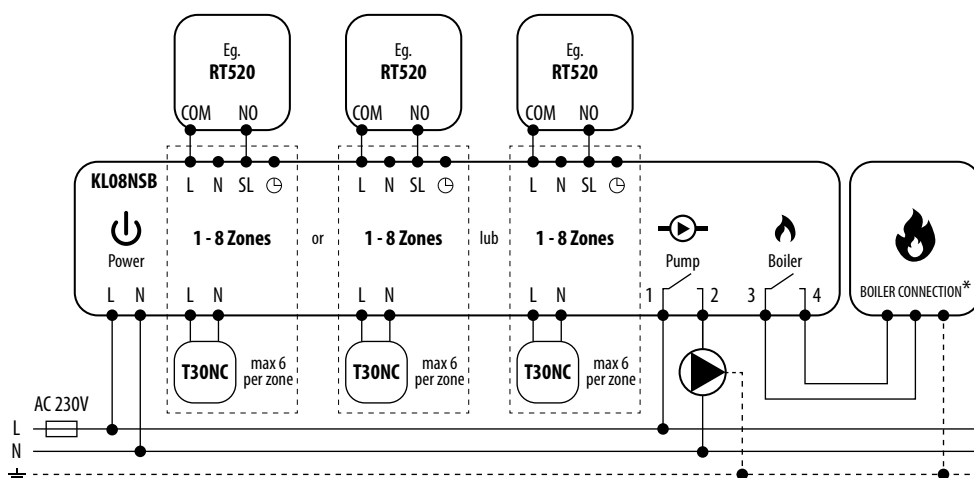 Eg.
RT520
COM NO
Eg.
RT520
COM NO
Eg.
RT520
COM NO
KL08NSB
Power
L N
L N SL
1 - 8 Zones
L N
or
L N SL
1 - 8 Zones
L N
lub
L N SL
1 - 8 Zones
L N
Pump
1 2
Boiler
3 4
BOILER CONNECTION*
T30NC
max 6
per zone
T30NC
max 6
per zone
T30NC
max 6
per zone
AC 230V
L
N